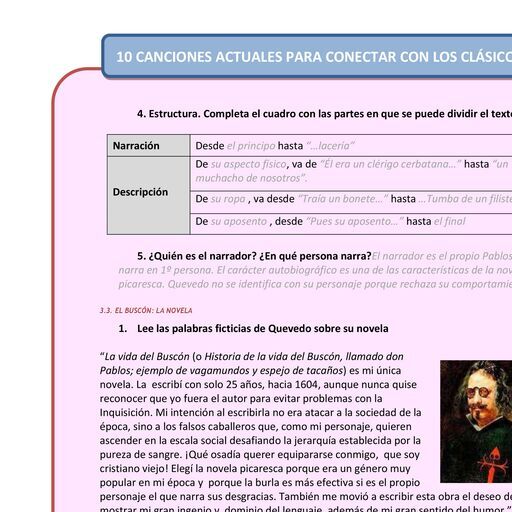 10 CANCIONES ACTUALES PARA CONECTAR CON LOS CLÁSICO
4. Estructura. Completa el cuadro con las partes en que se puede dividir el texto
Narración
Desde el principo hasta "…lacería"
Descripción
De su aspecto físico, va de "Él era un clérigo cerbatana…" hasta "un
muchacho de nosotros".
De su ropa , va desde "Traía un bonete…" hasta …Tumba de un filiste
De su aposento , desde "Pues su aposento…" hasta el final
5. ¿Quién es el narrador? ¿En qué persona narra?El narrador es el propio Pablos
narra en 1º persona. El carácter autobiográfico es una de las características de la nov
picaresca. Quevedo no se identifica con su personaje porque rechaza su comportamie
3.3. EL BUSCÓN: LA NOVELA
1. Lee las palabras ficticias de Quevedo sobre su novela
"La vida del Buscón (o Historia de la vida del Buscón, llamado don
Pablos; ejemplo de vagamundos y espejo de tacaños) es mi única
novela. La escribí con solo 25 años, hacia 1604, aunque nunca quise
reconocer que yo fuera el autor para evitar problemas con la
Inquisición. Mi intención al escribirla no era atacar a la sociedad de la
época, sino a los falsos caballeros que, como mi personaje, quieren
ascender en la escala social desafiando la jerarquía establecida por la
pureza de sangre. ¡Qué osadía querer equipararse conmigo, que soy
cristiano viejo! Elegí la novela picaresca porque era un género muy
popular en mi época y porque la burla es más efectiva si es el propio
personaje el que narra sus desgracias. También me movió a escribir esta obra el deseo de
mostrar mi gran ingenio y dominio del lenguaje, además de mi gran sentido del humor."